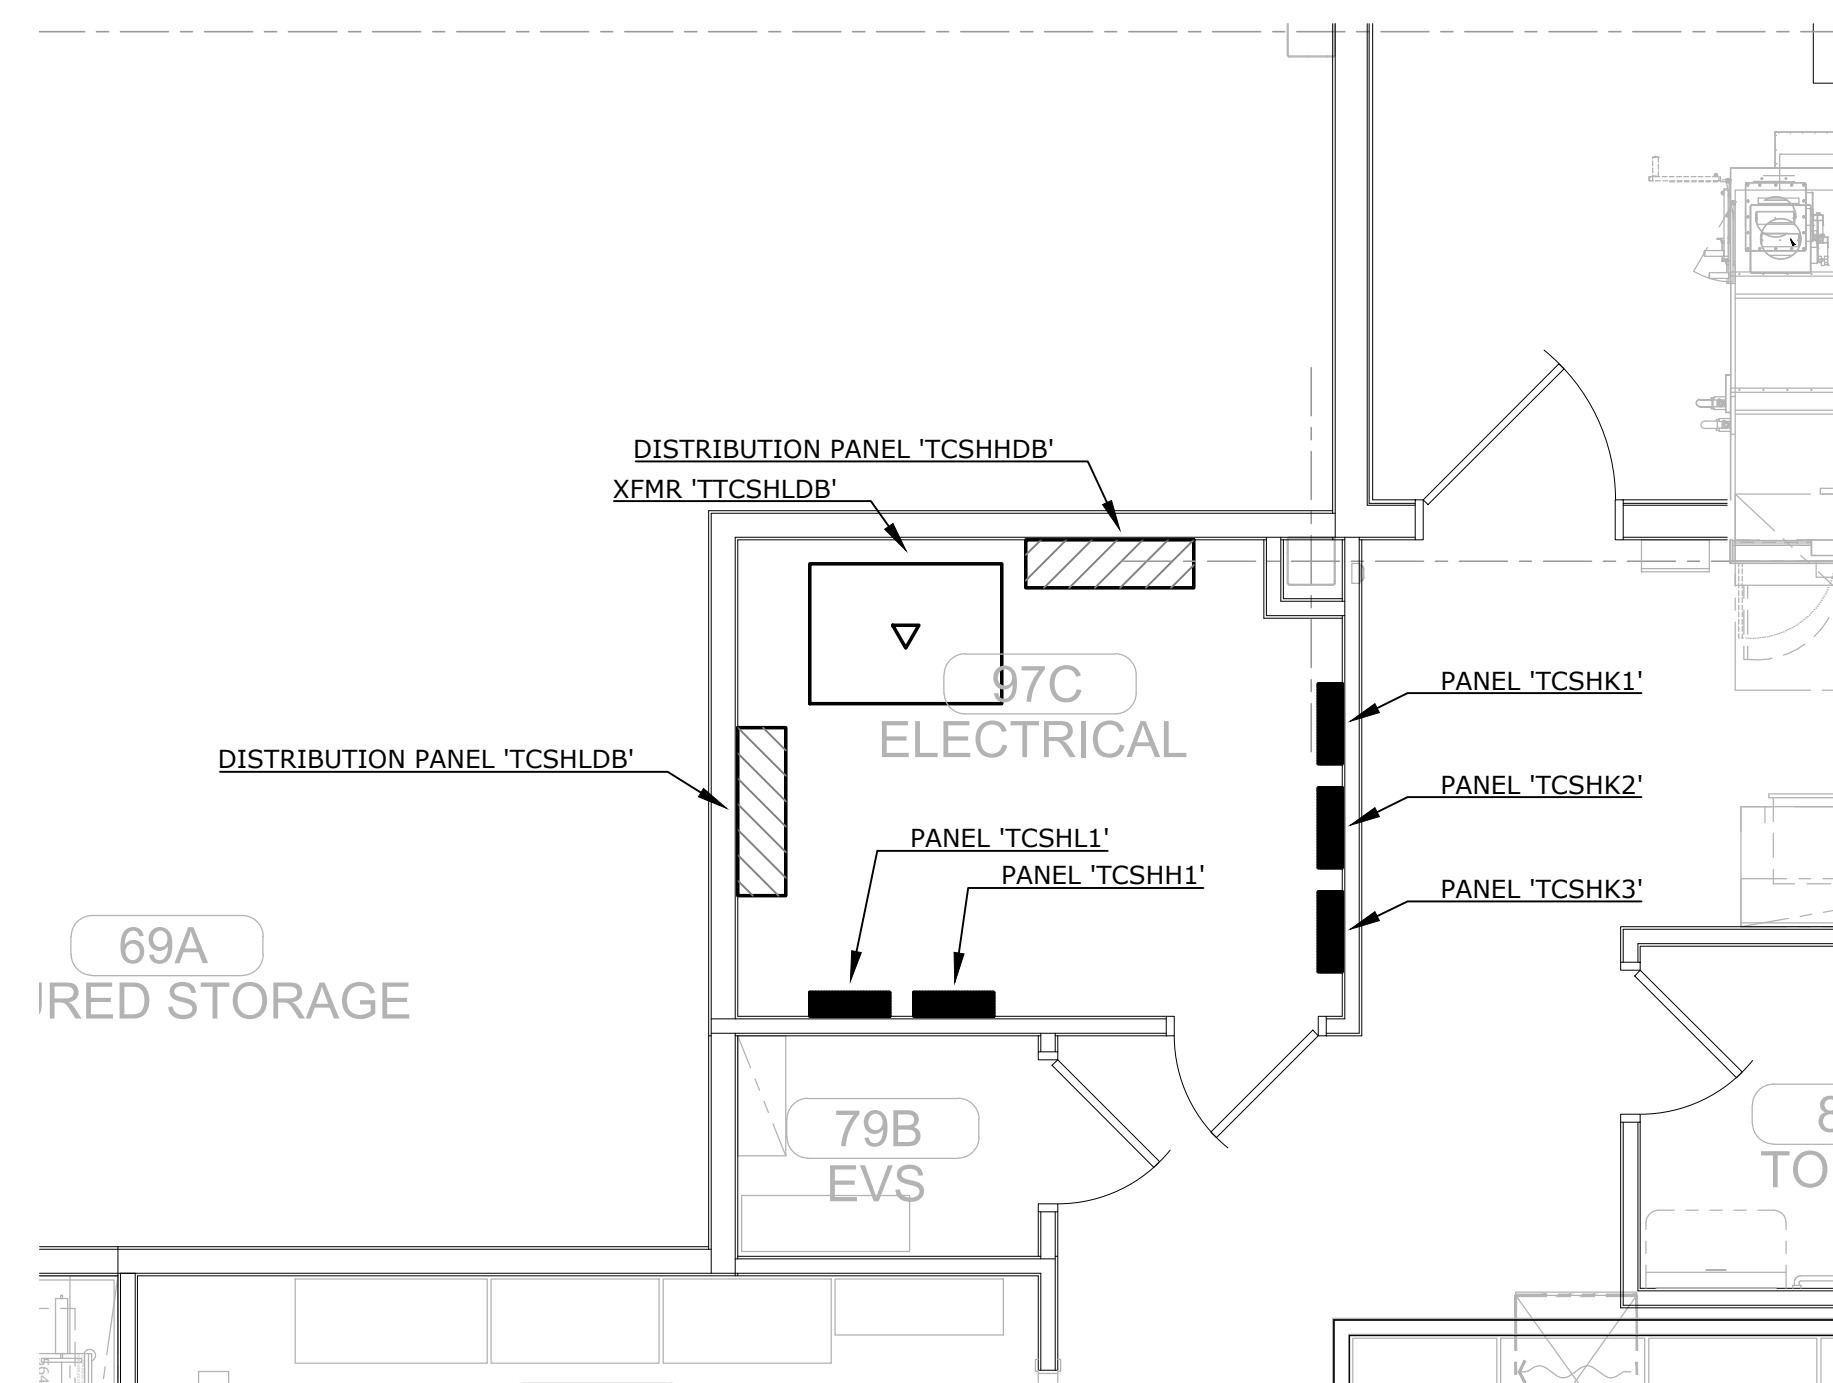 DISTRIBUTION PANEL 'TCSHHDB'
XFMR 'TTCSHLDB'
97C
ELECTRICAL
PANEL 'TCSHK1'
DISTRIBUTION PANEL 'TCSHLDB'
PANEL 'TCSHK2'
PANEL 'TCSHL1'
PANEL 'TCSHH1'
PANEL 'TCSHK3'
69A
RED STORAGE
79B
EVS
8
TO